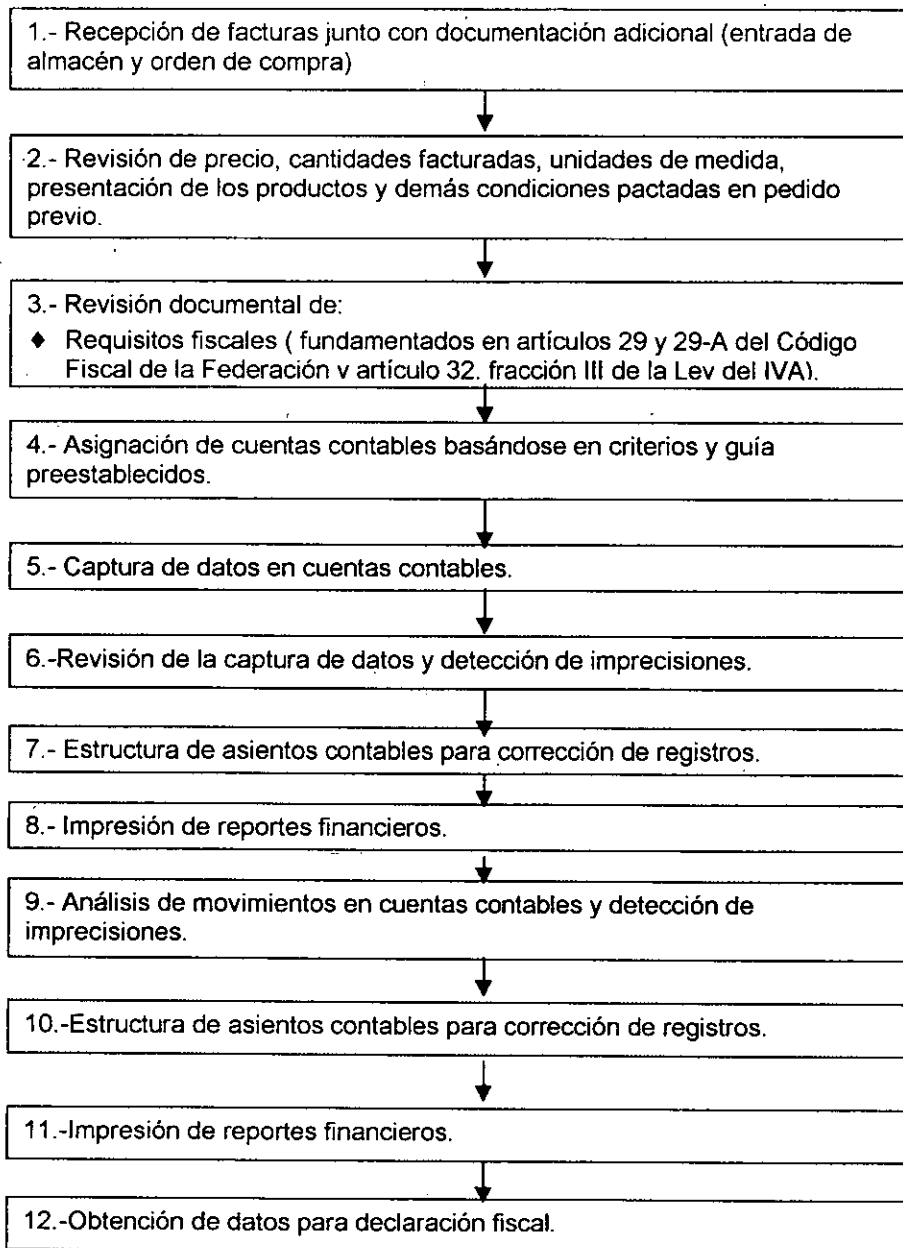 1.- Recepción de facturas junto con documentación adicional (entrada de
almacén y orden de compra)
2.- Revisión de precio, cantidades facturadas, unidades de medida,
presentación de los productos y demás condiciones pactadas en pedido
previo.
3.- Revisión documental de:
♦ Requisitos fiscales ( fundamentados en artículos 29 y 29-A del Código
Fiscal de la Federación y artículo 32, fracción III de la Ley del IVA).
4.- Asignación de cuentas contables basándose en criterios y guía
preestablecidos.
5.- Captura de datos en cuentas contables.
6.-Revisión de la captura de datos y detección de imprecisiones.
7.- Estructura de asientos contables para corrección de registros.
8.- Impresión de reportes financieros.
9.- Análisis de movimientos en cuentas contables y detección de
imprecisiones.
10.-Estructura de asientos contables para corrección de registros.
11.-Impresión de reportes financieros.
12.-Obtención de datos para declaración fiscal.